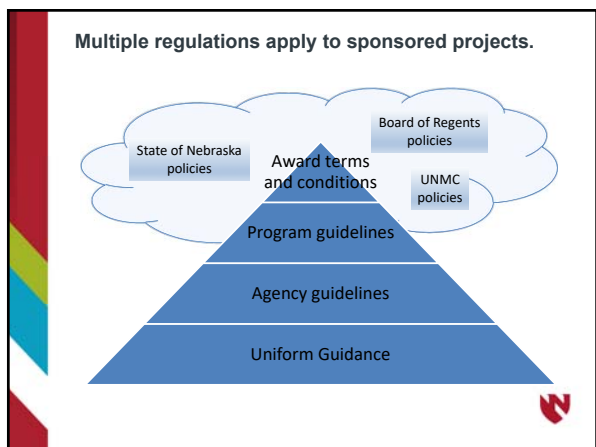 Multiple regulations apply to sponsored projects.
Board of Regents
policies
State of Nebraska
policies
Award terms
and conditions
UNMC
policies
Program guidelines
Agency guidelines
Uniform Guidance
N